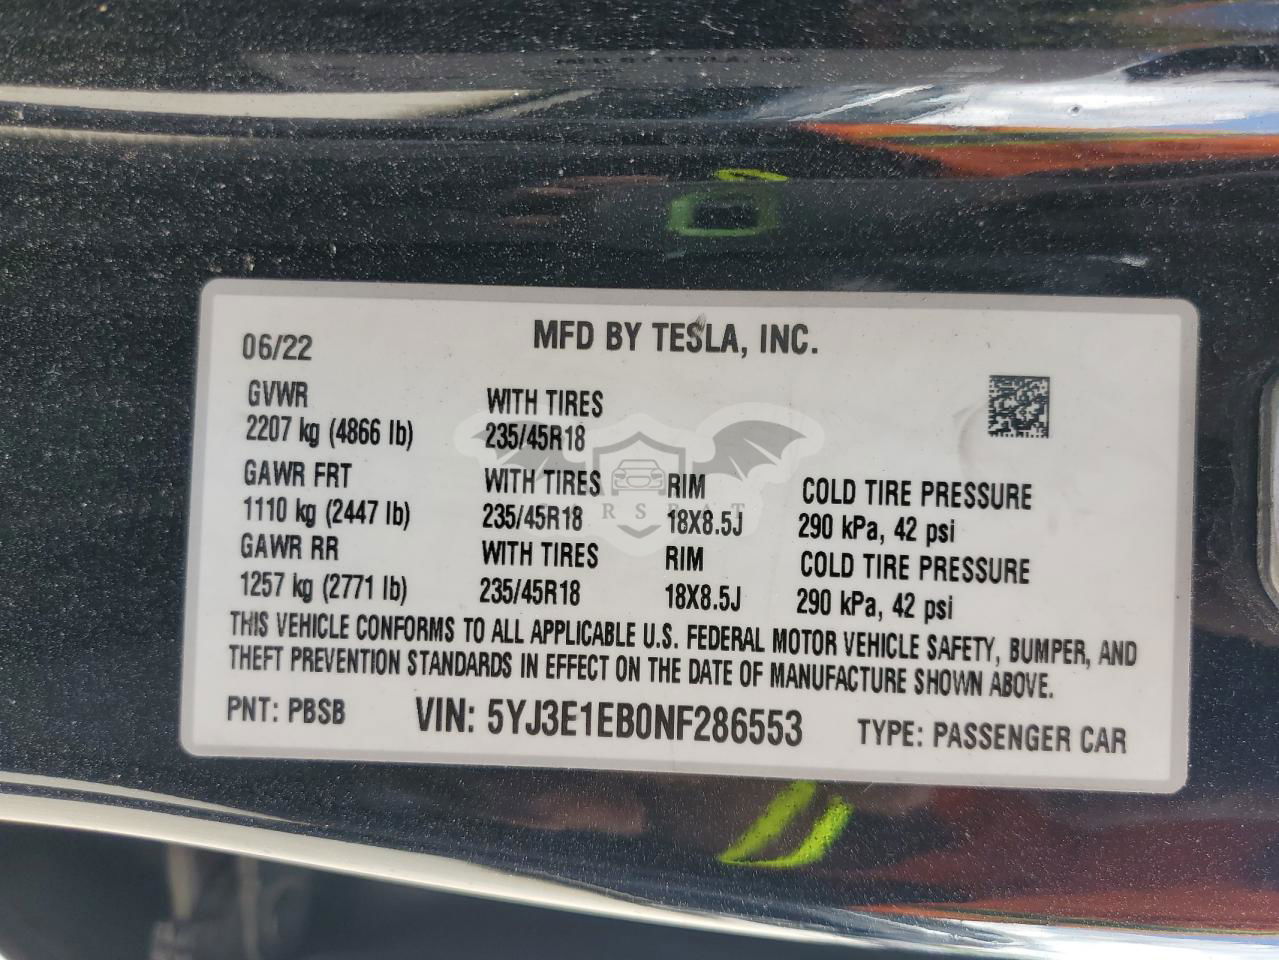 MFD BY TESLA, INC.
06/22
GVWR WITH TIRES
2207 kg (4866 lb) 235/45R18
GAWR FRT WITH TIRES RIM COLD TIRE PRESSURE
1110 kg (2447 lb) 235/45R18 18X8.5J 290 kPa, 42 psi
GAWR RR WITH TIRES RIM COLD TIRE PRESSURE
1257 kg (2771 lb) 235/45R18 18X8.5J 290 kPa, 42 psi
THIS VEHICLE CONFORMS TO ALL APPLICABLE U.S. FEDERAL MOTOR VEHICLE SAFETY, BUMPER, AND
THEFT PREVENTION STANDARDS IN EFFECT ON THE DATE OF MANUFACTURE SHOWN ABOVE.
PNT: PBSB VIN: 5YJ3E1EB0NF286553 TYPE: PASSENGER CAR